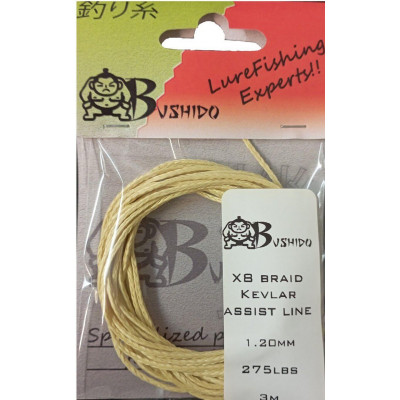 釣り糸
BUSHIDO
LureFishing
Experts!!
BUSHIDO
X8 BRAID
KEVLAR
ASSIST LINE
1.20MM
275LBS
3M